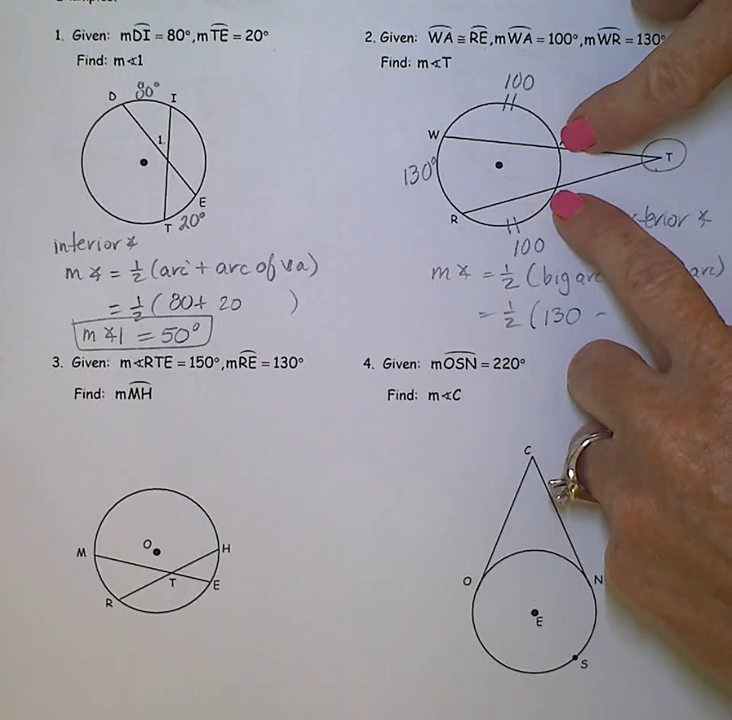 1. Given: mDI = 80°, mTE = 20°
Find: m∢1
D 80° I
1
E
T 20°
interior ∢
m∢ = 1/2 (arc + arc of va)
= 1/2 (80 + 20 )
m∢1 = 50°
2. Given: WA ≅ RE, mWA = 100°, mWR = 130°
Find: m∢T
100
W
T
130°
R
100
m∢ = 1/2 (big arc arc)
= 1/2 (130 -
3. Given: m∢RTE = 150°, mRE = 130°
Find: mMH
O
M
H
T
E
R
4. Given: mOSN = 220°
Find: m∢C
C
O
N
E
S